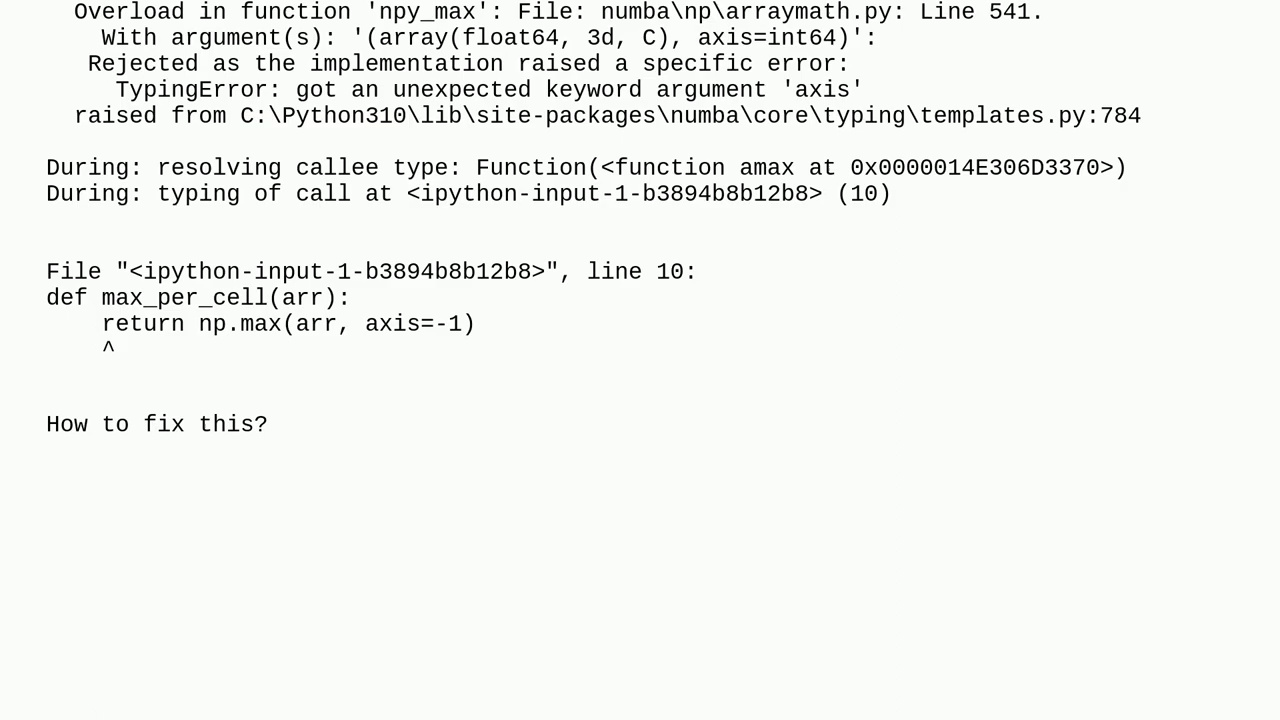 Overload in function 'npy_max': File: numba\np\arraymath.py: Line 541.
With argument(s): '(array(float64, 3d, C), axis=int64)':
Rejected as the implementation raised a specific error:
TypingError: got an unexpected keyword argument 'axis'
raised from C:\Python310\lib\site-packages\numba\core\typing\templates.py:784
During: resolving callee type: Function(<function amax at 0x0000014E306D3370>)
During: typing of call at <ipython-input-1-b3894b8b12b8> (10)
File "<ipython-input-1-b3894b8b12b8>", line 10:
def max_per_cell(arr):
return np.max(arr, axis=-1)
^
How to fix this?